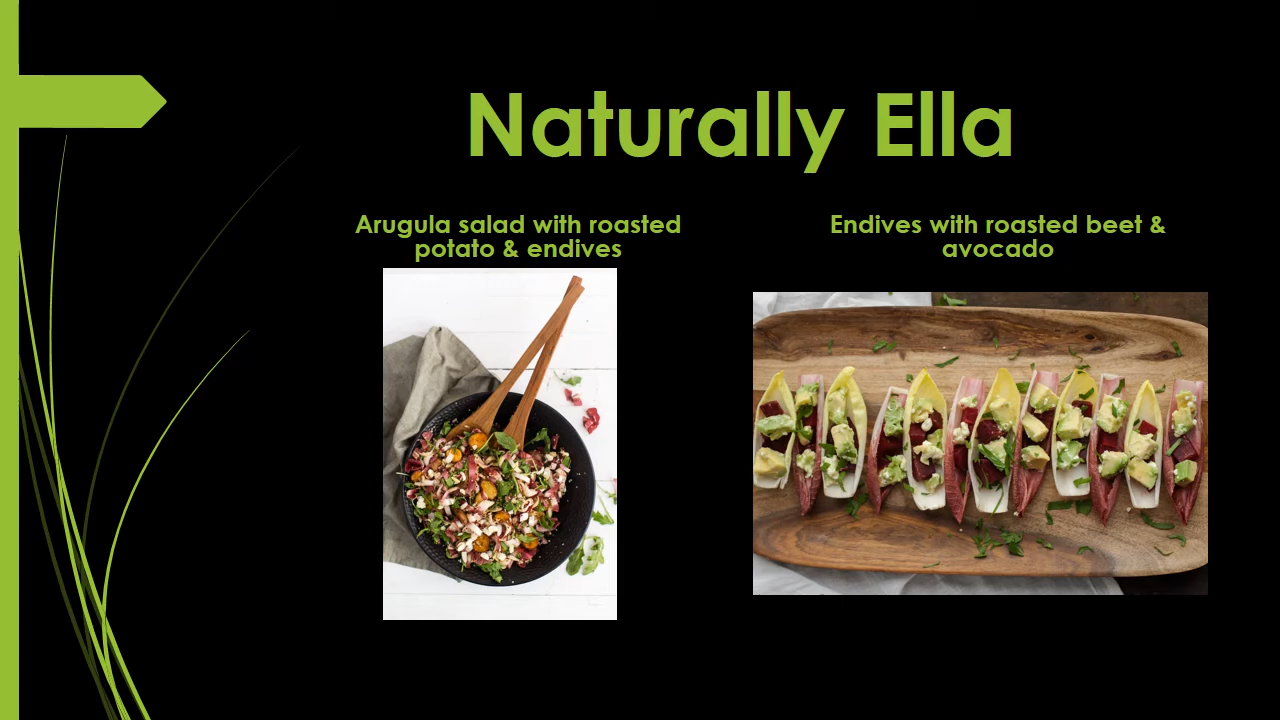 Naturally Ella
Arugula salad with roasted
potato & endives
Endives with roasted beet &
avocado